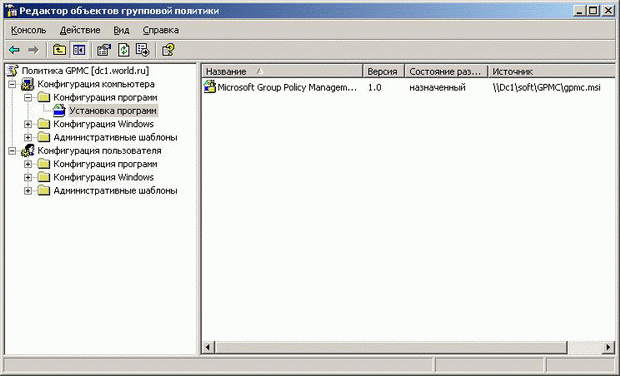 Редактор объектов групповой политики
Консоль Действие Вид Справка
Политика GPMC [dc1.world.ru]
Конфигурация компьютера
Конфигурация программ
Установка программ
Конфигурация Windows
Административные шаблоны
Конфигурация пользователя
Конфигурация программ
Конфигурация Windows
Административные шаблоны
Название Версия Состояние раз... Источник
Microsoft Group Policy Managem... 1.0 назначенный \\Dc1\soft\GPMC\gpmc.msi